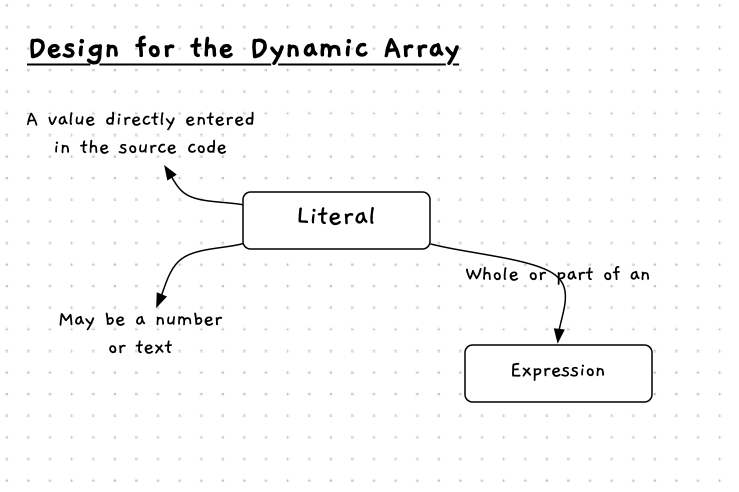 Design for the Dynamic Array
A value directly entered
in the source code
Literal
Whole or part of an
May be a number
or text
Expression